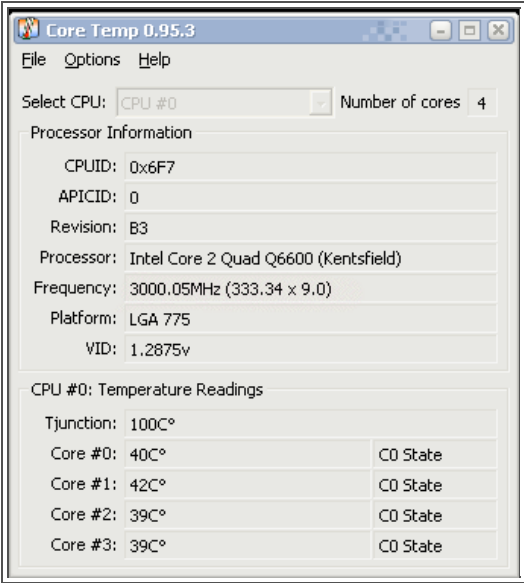 Core Temp 0.95.3
File Options Help
Select CPU: CPU #0 Number of cores 4
Processor Information
CPUID: 0x6F7
APICID: 0
Revision: B3
Processor: Intel Core 2 Quad Q6600 (Kentsfield)
Frequency: 3000.05MHz (333.34 x 9.0)
Platform: LGA 775
VID: 1.2875v
CPU #0: Temperature Readings
Tjunction: 100C°
Core #0: 40C° C0 State
Core #1: 42C° C0 State
Core #2: 39C° C0 State
Core #3: 39C° C0 State